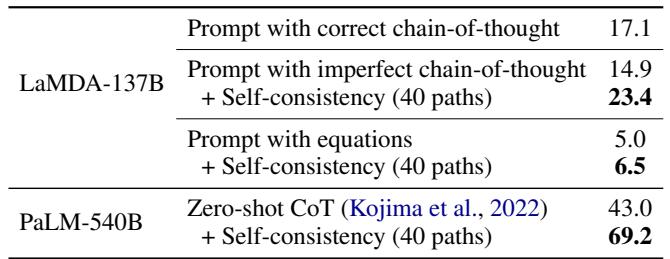 LaMDA-137B
Prompt with correct chain-of-thought 17.1
Prompt with imperfect chain-of-thought 14.9
+ Self-consistency (40 paths) 23.4
Prompt with equations 5.0
+ Self-consistency (40 paths) 6.5
PaLM-540B
Zero-shot CoT (Kojima et al., 2022) 43.0
+ Self-consistency (40 paths) 69.2